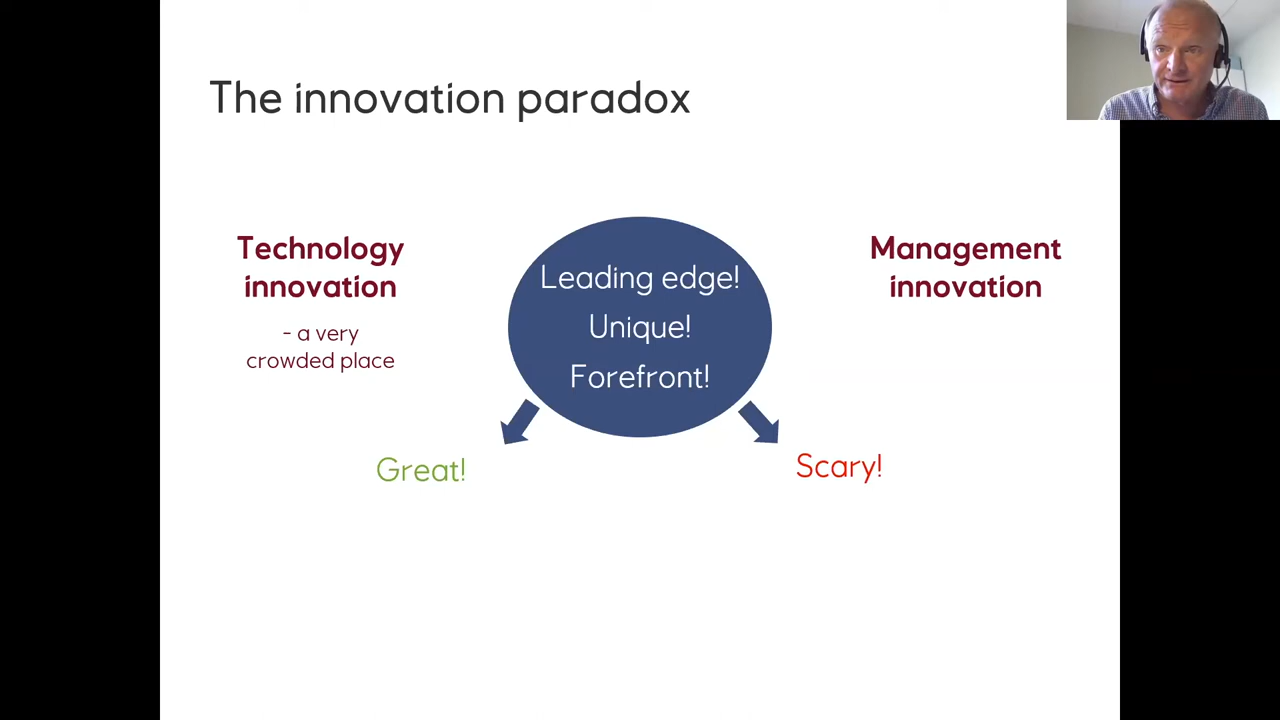 The innovation paradox
Technology
innovation
- a very
crowded place
Leading edge!
Unique!
Forefront!
Management
innovation
Great!
Scary!